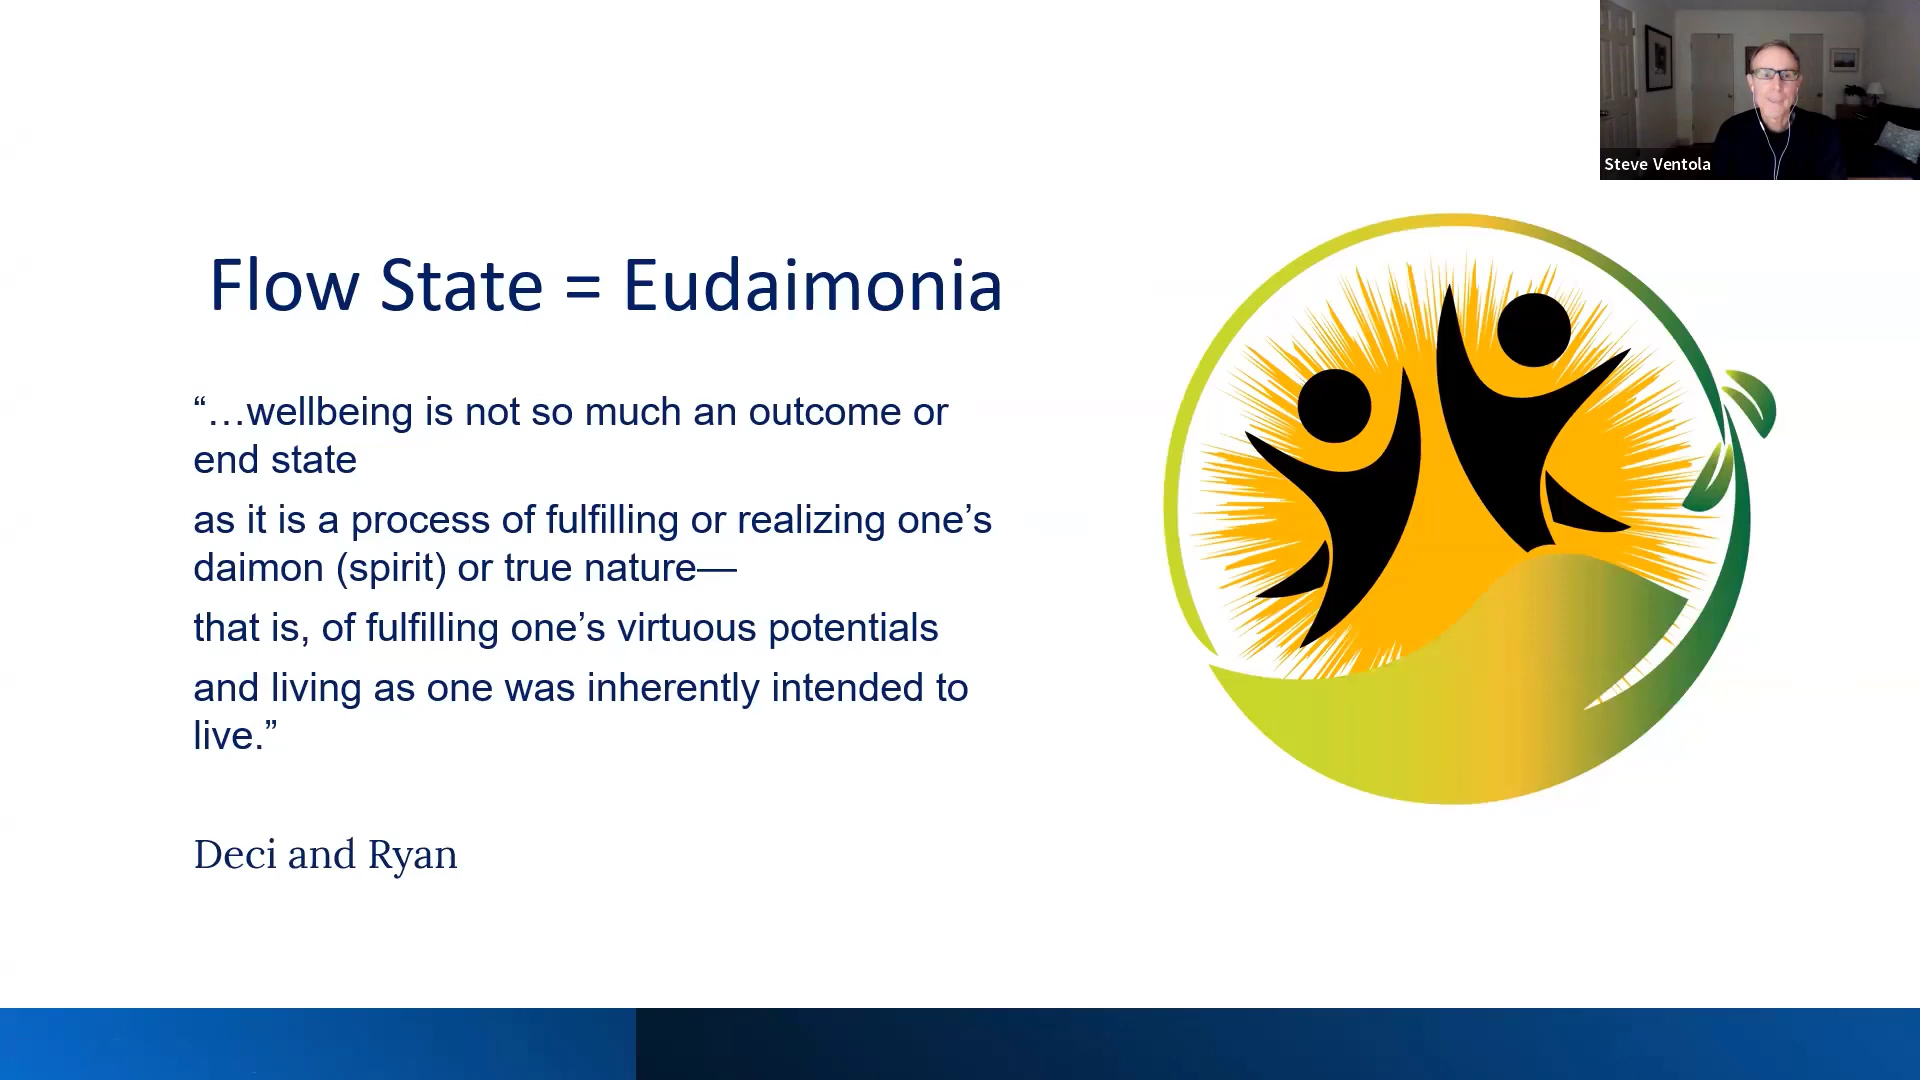 Steve Ventola
Flow State = Eudaimonia
“…wellbeing is not so much an outcome or
end state
as it is a process of fulfilling or realizing one’s
daimon (spirit) or true nature—
that is, of fulfilling one’s virtuous potentials
and living as one was inherently intended to
live.”
Deci and Ryan